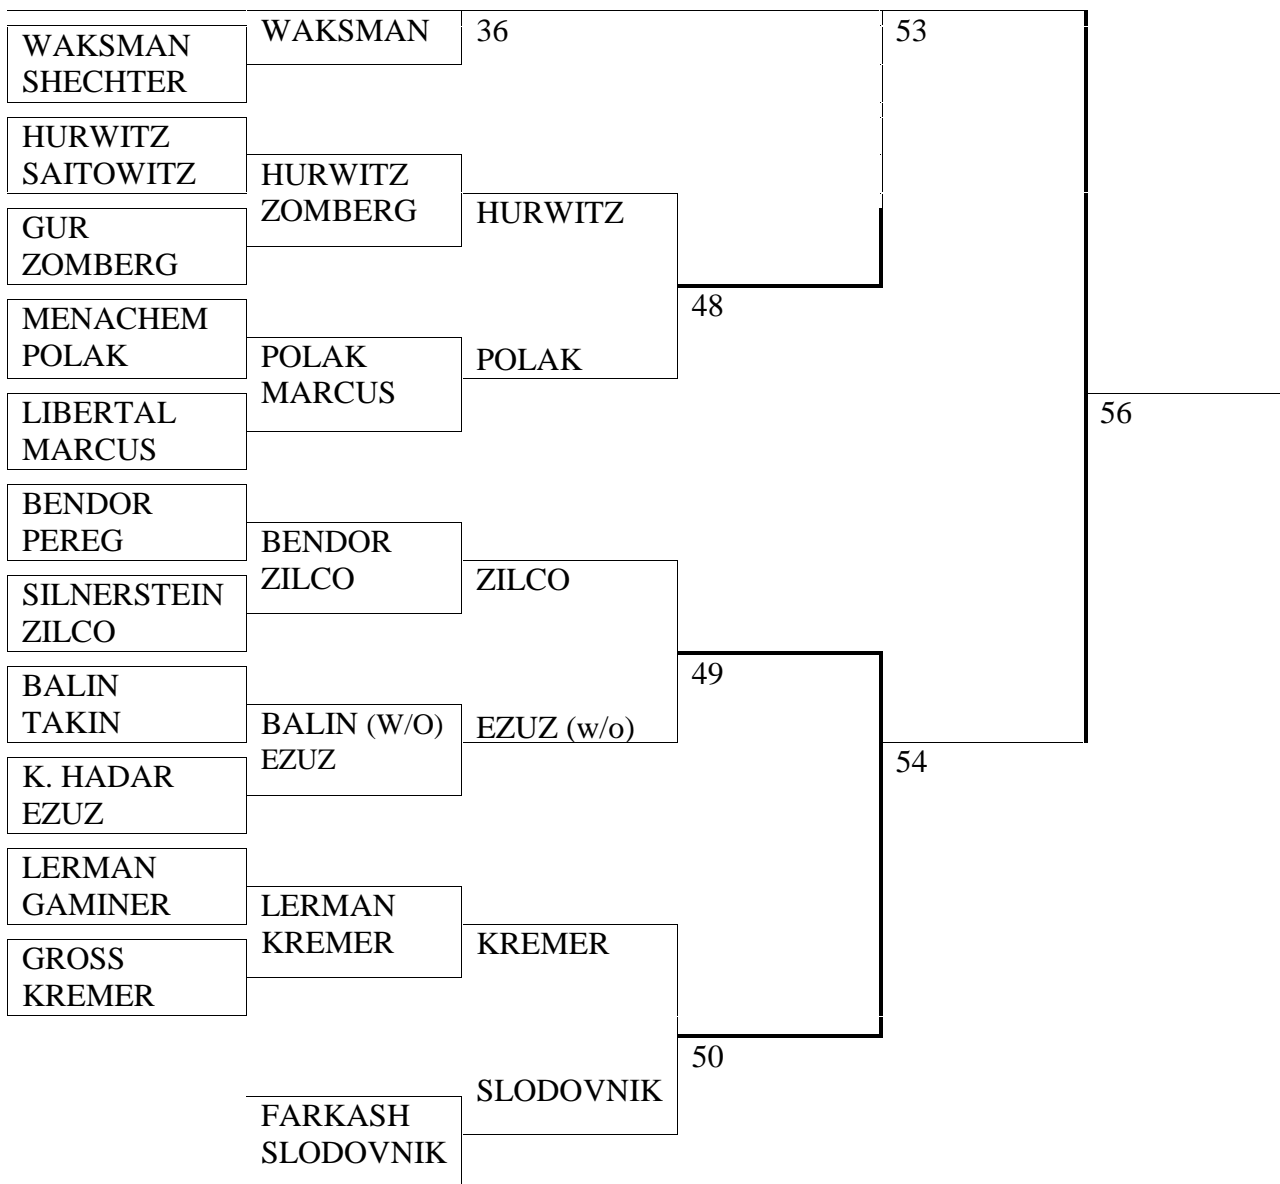 WAKSMAN
SHECHTER
HURWITZ
SAITOWITZ
GUR
ZOMBERG
MENACHEM
POLAK
LIBERTAL
MARCUS
BENDOR
PEREG
SILNERSTEIN
ZILCO
BALIN
TAKIN
K. HADAR
EZUZ
LERMAN
GAMINER
GROSS
KREMER
WAKSMAN
HURWITZ
ZOMBERG
POLAK
MARCUS
BENDOR
ZILCO
BALIN (W/O)
EZUZ
LERMAN
KREMER
FARKASH
SLODOVNIK
36
HURWITZ
POLAK
ZILCO
EZUZ (w/o)
KREMER
SLODOVNIK
48
49
50
53
54
56